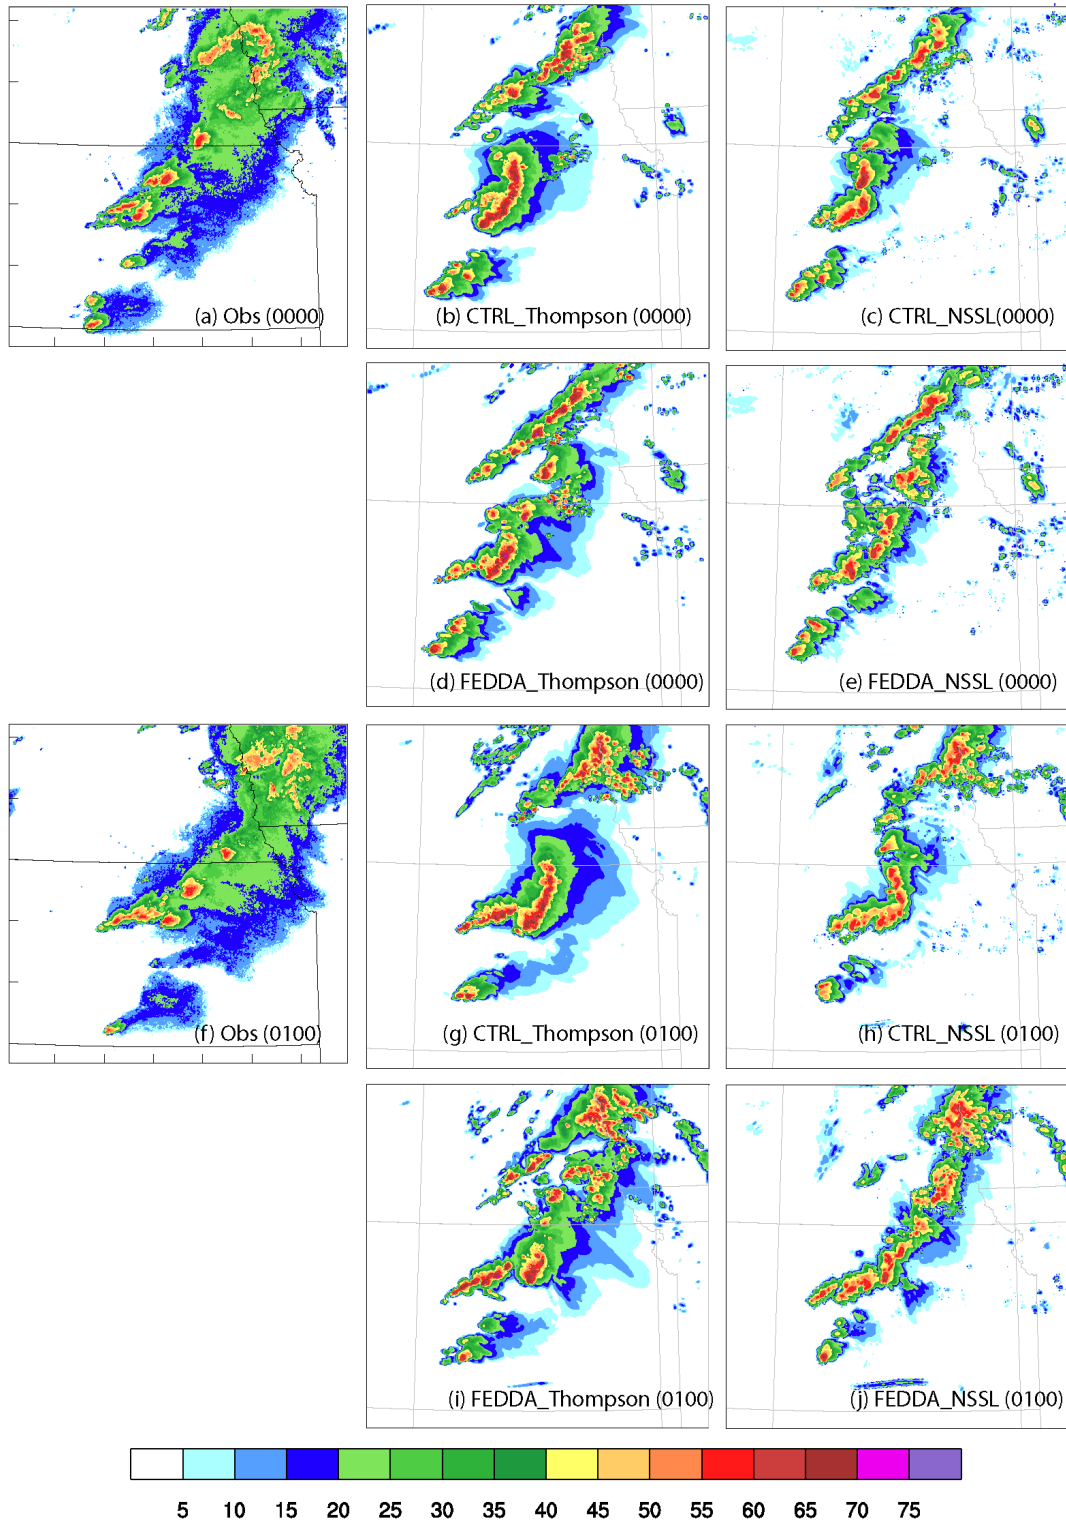 (a) Obs (0000)
(b) CTRL_Thompson (0000)
(c) CTRL_NSSL(0000)
(d) FEDDA_Thompson (0000)
(e) FEDDA_NSSL (0000)
(f) Obs (0100)
(g) CTRL_Thompson (0100)
(h) CTRL_NSSL (0100)
(i) FEDDA_Thompson (0100)
(j) FEDDA_NSSL (0100)
5 10 15 20 25 30 35 40 45 50 55 60 65 70 75